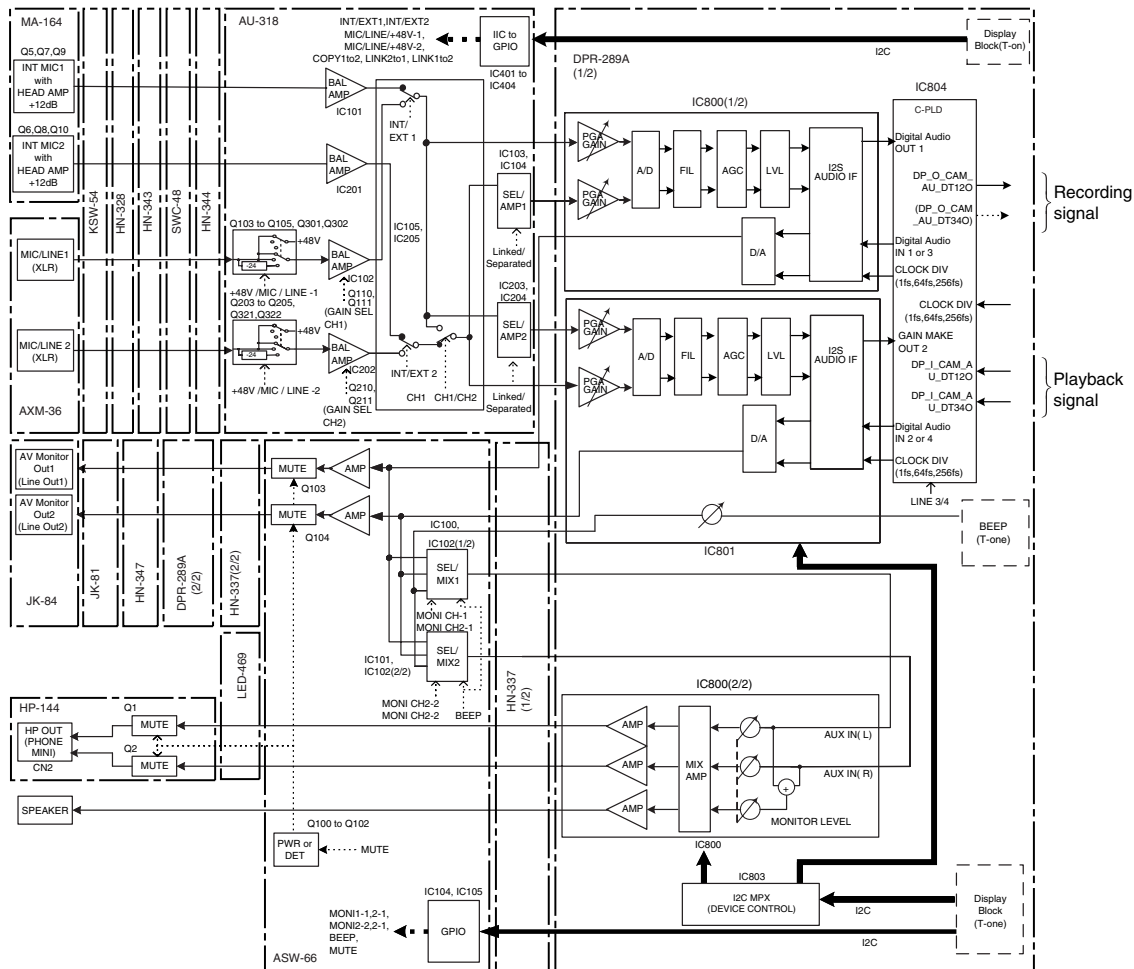 MA-164
Q5,Q7,Q9
INT MIC1
with
HEAD AMP
+12dB
Q6,Q8,Q10
INT MIC2
with
HEAD AMP
+12dB
MIC/LINE1
(XLR)
MIC/LINE 2
(XLR)
AXM-36
KSW-54
HN-328
HN-343
SWC-48
HN-344
AU-318
INT/EXT1,INT/EXT2
MIC/LINE/+48V-1,
MIC/LINE/+48V-2,
COPY1to2, LINK2to1, LINK1to2
IIC to
GPIO
IC401 to
IC404
BAL
AMP
IC101
INT/
EXT 1
BAL
AMP
IC201
IC105,
IC205
Q103 to Q105, Q301,Q302
+48V
-24
+48V /MIC / LINE -1
BAL
AMP
IC102
Q110,
Q111
(GAIN SEL
CH1)
Q203 to Q205,
Q321,Q322
+48V
-24
+48V /MIC / LINE -2
BAL
AMP
IC202
Q210,
Q211
(GAIN SEL
CH2)
INT/EXT 2
CH1
CH1/CH2
IC103,
IC104
SEL/
AMP1
Linked/
Separated
IC203,
IC204
SEL/
AMP2
Linked/
Separated
I2C
Display
Block(T-on)
DPR-289A
(1/2)
IC800(1/2)
PGA
GAIN
PGA
GAIN
A/D
FIL
AGC
LVL
I2S
AUDIO IF
D/A
PGA
GAIN
PGA
GAIN
A/D
FIL
AGC
LVL
I2S
AUDIO IF
D/A
IC801
IC804
C-PLD
Digital Audio
OUT 1
DP_O_CAM_
AU_DT12O
(DP_O_CAM
_AU_DT34O)
Digital Audio
IN 1 or 3
CLOCK DIV
(1fs,64fs,256fs)
CLOCK DIV
(1fs,64fs,256fs)
GAIN MAKE
OUT 2
DP_I_CAM_A
U_DT12O
DP_I_CAM_A
U_DT34O
Digital Audio
IN 2 or 4
CLOCK DIV
(1fs,64fs,256fs)
LINE 3/4
Recording
signal
Playback
signal
BEEP
(T-one)
AV Monitor
Out1
(Line Out1)
AV Monitor
Out2
(Line Out2)
JK-84
JK-81
HN-347
DPR-289A
(2/2)
HN-337(2/2)
MUTE
Q103
AMP
MUTE
Q104
AMP
IC100,
IC102(1/2)
SEL/
MIX1
MONI CH-1
MONI CH2-1
SEL/
MIX2
IC101,
IC102(2/2)
MONI CH2-2
MONI CH2-2
BEEP
HN-337
(1/2)
LED-469
HP-144
Q1
HP OUT
(PHONE
MINI)
CN2
MUTE
Q2
MUTE
SPEAKER
IC800(2/2)
AMP
AMP
AMP
MIX
AMP
AUX IN( L)
AUX IN( R)
+
MONITOR LEVEL
Q100 to Q102
PWR or
DET
MUTE
IC800
IC803
I2C MPX
(DEVICE CONTROL)
I2C
I2C
Display
Block
(T-one)
IC104, IC105
MONI1-1,2-1,
MONI2-2,2-1,
BEEP,
MUTE
GPIO
ASW-66